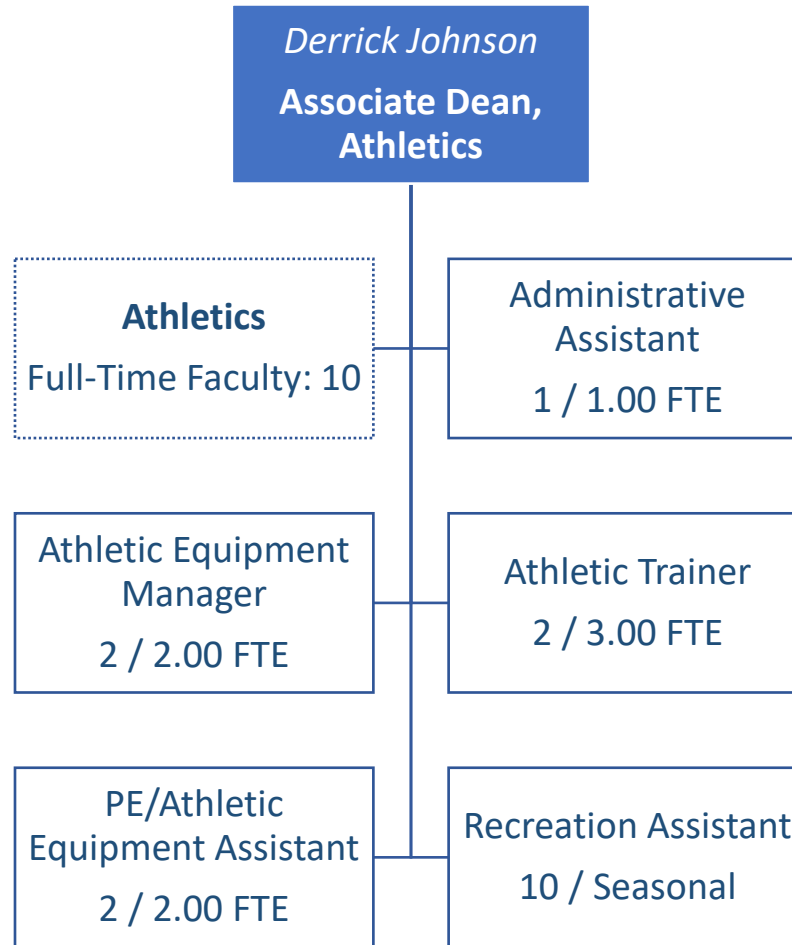 Derrick Johnson
Associate Dean,
Athletics
Athletics
Full-Time Faculty: 10
Administrative
Assistant
1 / 1.00 FTE
Athletic Equipment
Manager
2 / 2.00 FTE
Athletic Trainer
2 / 3.00 FTE
PE/Athletic
Equipment Assistant
2 / 2.00 FTE
Recreation Assistant
10 / Seasonal